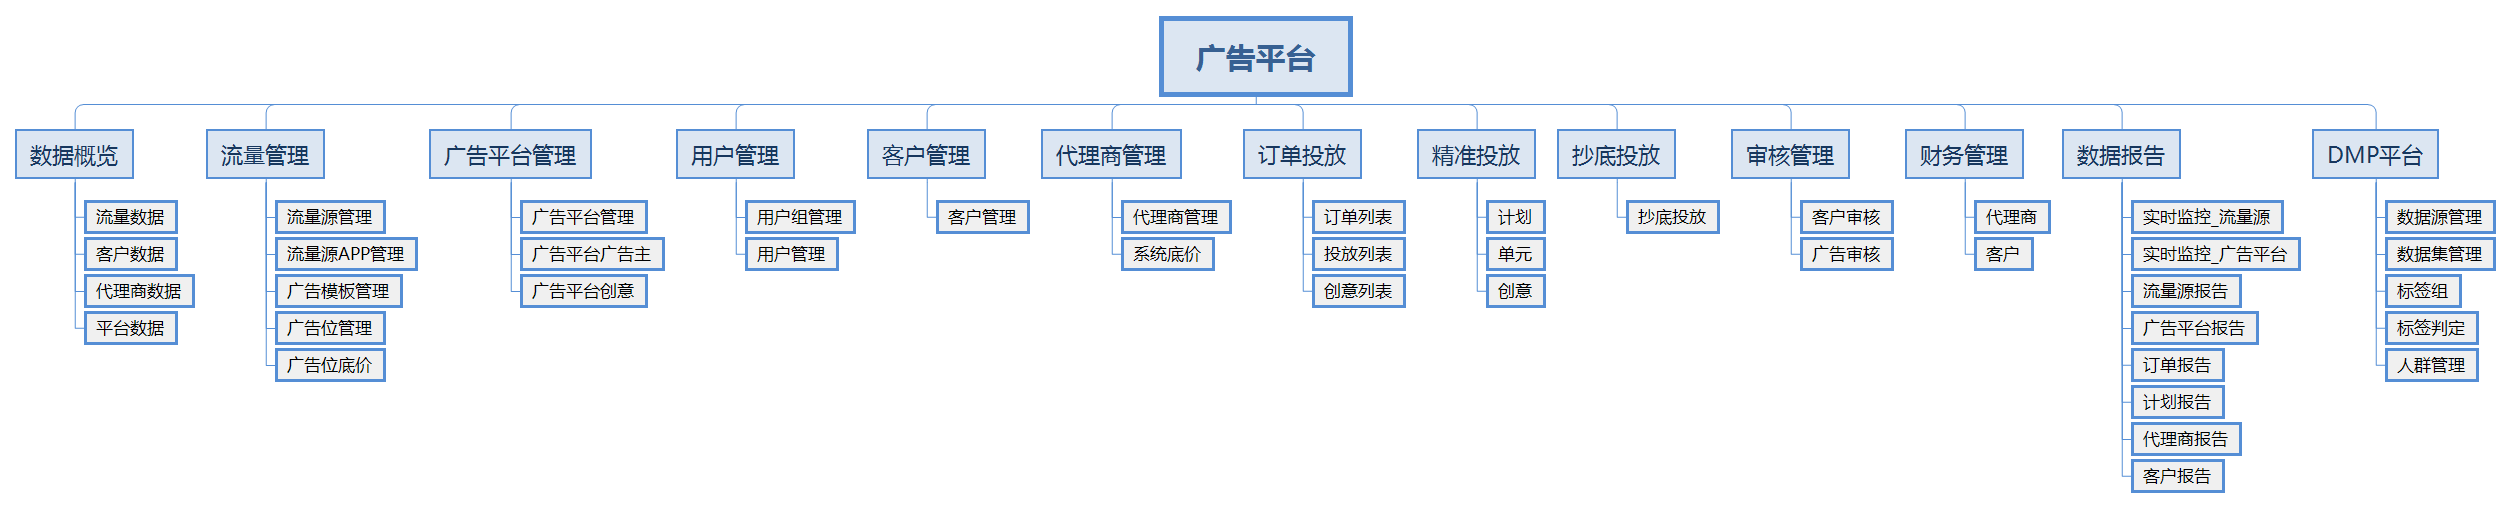 广告平台
数据概览
流量数据
客户数据
代理商数据
平台数据
流量管理
流量源管理
流量源APP管理
广告模板管理
广告位管理
广告位底价
广告平台管理
广告平台管理
广告平台广告主
广告平台创意
用户管理
用户组管理
用户管理
客户管理
客户管理
代理商管理
代理商管理
系统底价
订单投放
订单列表
投放列表
创意列表
精准投放
计划
单元
创意
抄底投放
抄底投放
审核管理
客户审核
广告审核
财务管理
代理商
客户
数据报告
实时监控_流量源
实时监控_广告平台
流量源报告
广告平台报告
订单报告
计划报告
代理商报告
客户报告
DMP平台
数据源管理
数据集管理
标签组
标签判定
人群管理